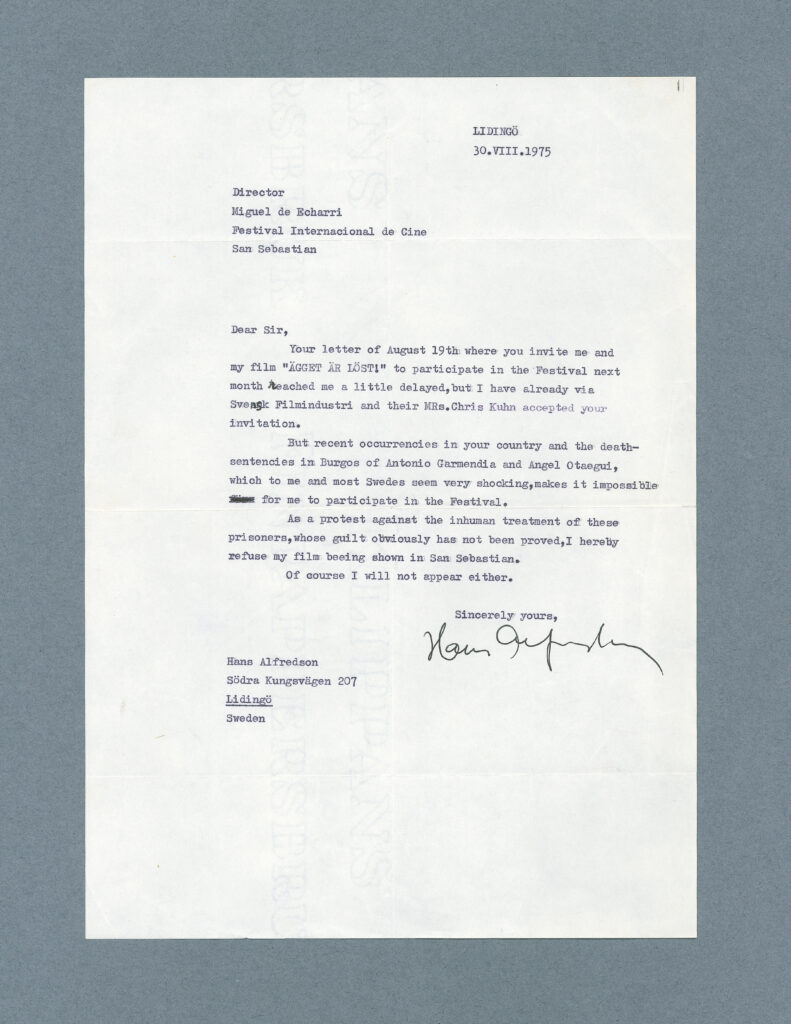 LIDINGÖ
30.VIII.1975
Director
Miguel de Echarri
Festival Internacional de Cine
San Sebastian
Dear Sir,
Your letter of August 19th where you invite me and
my film "ÄGGET ÄR LÖST!" to participate in the Festival next
month reached me a little delayed,but I have already via
Svensk Filmindustri and their MRs.Chris Kuhn accepted your
invitation.
But recent occurrencies in your country and the death-
sentencies in Burgos of Antonio Garmendia and Angel Otaegui,
which to me and most Swedes seem very shocking,makes it impossible
for me to participate in the Festival.
As a protest against the inhuman treatment of these
prisoners,whose guilt obviously has not been proved,I hereby
refuse my film beeing shown in San Sebastian.
Of course I will not appear either.
Sincerely yours,
Hans Alfredson
Hans Alfredson
Södra Kungsvägen 207
Lidingö
Sweden